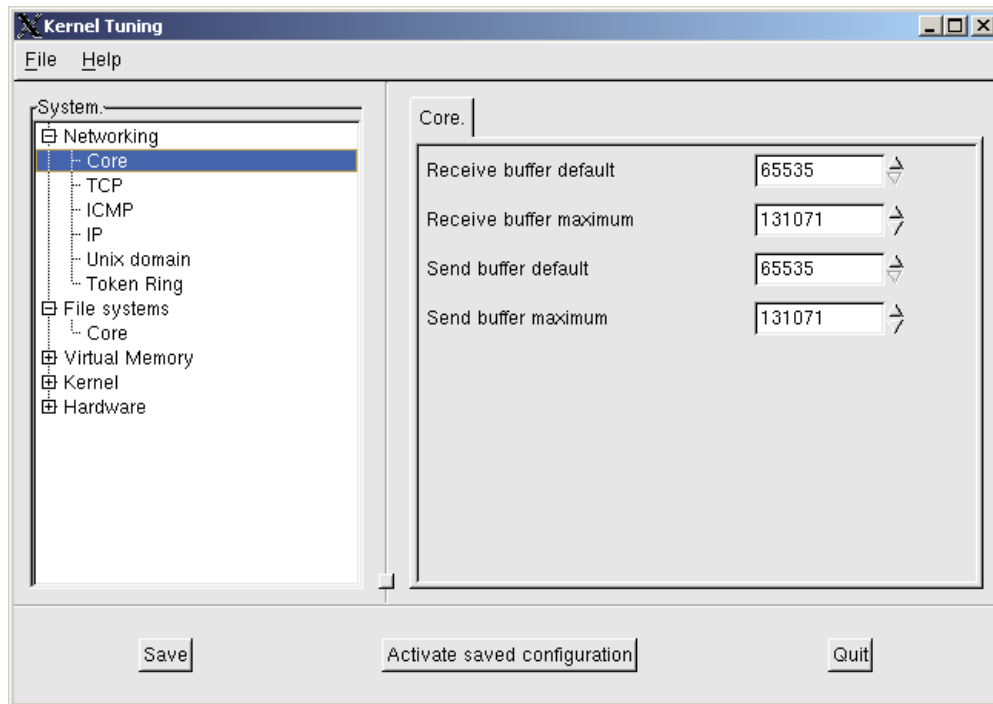 Kernel Tuning
File Help
System.
Networking
Core
TCP
ICMP
IP
Unix domain
Token Ring
File systems
Core
Virtual Memory
Kernel
Hardware
Core.
Receive buffer default 65535
Receive buffer maximum 131071
Send buffer default 65535
Send buffer maximum 131071
Save Activate saved configuration Quit